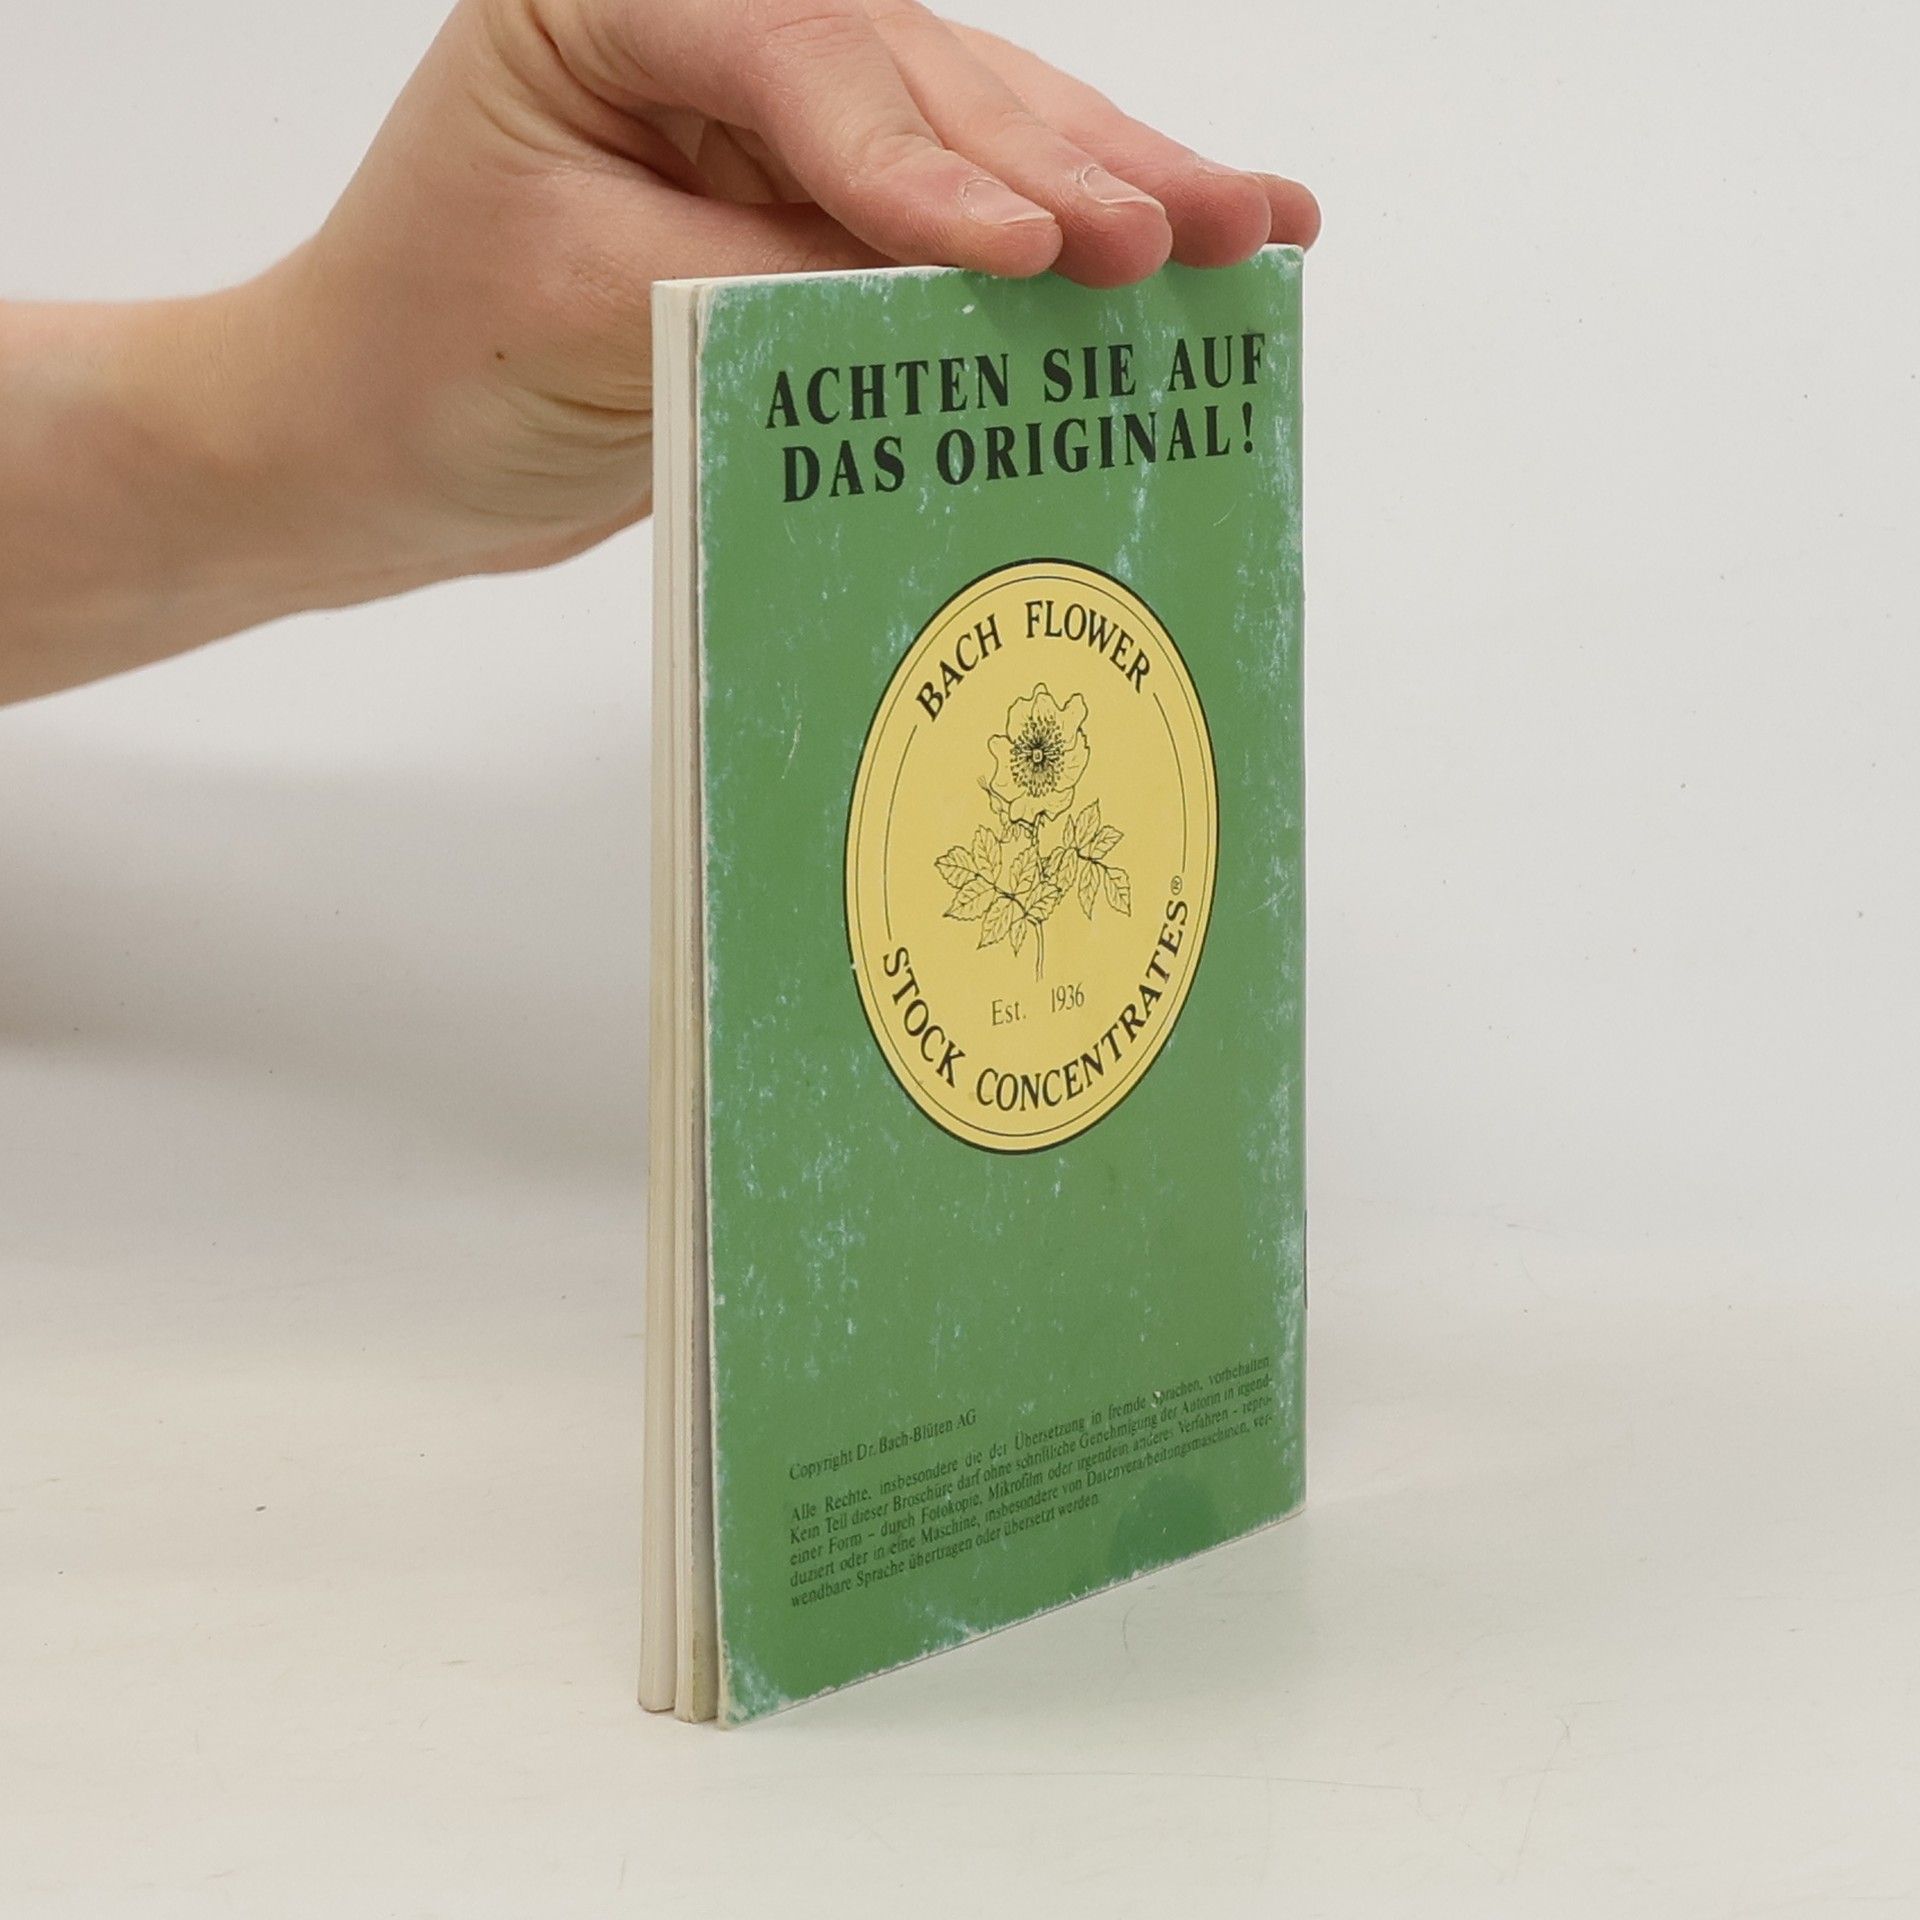 ACHTEN SIE AUF
DAS ORIGINAL!
BACH FLOWER
Est. 1936
STOCK CONCENTRATES®
Copyright Dr. Bach-Blüten AG
Alle Rechte, insbesondere die der Übersetzung in fremde Sprachen, vorbehalten.
Kein Teil dieser Broschüre darf ohne schriftliche Genehmigung der Autorin in irgend-
einer Form – durch Fotokopie, Mikrofilm oder irgendein anderes Verfahren – repro-
duziert oder in eine Maschine, insbesondere von Datenverarbeitungsmaschinen, ver-
wendbare Sprache übertragen oder übersetzt werden.